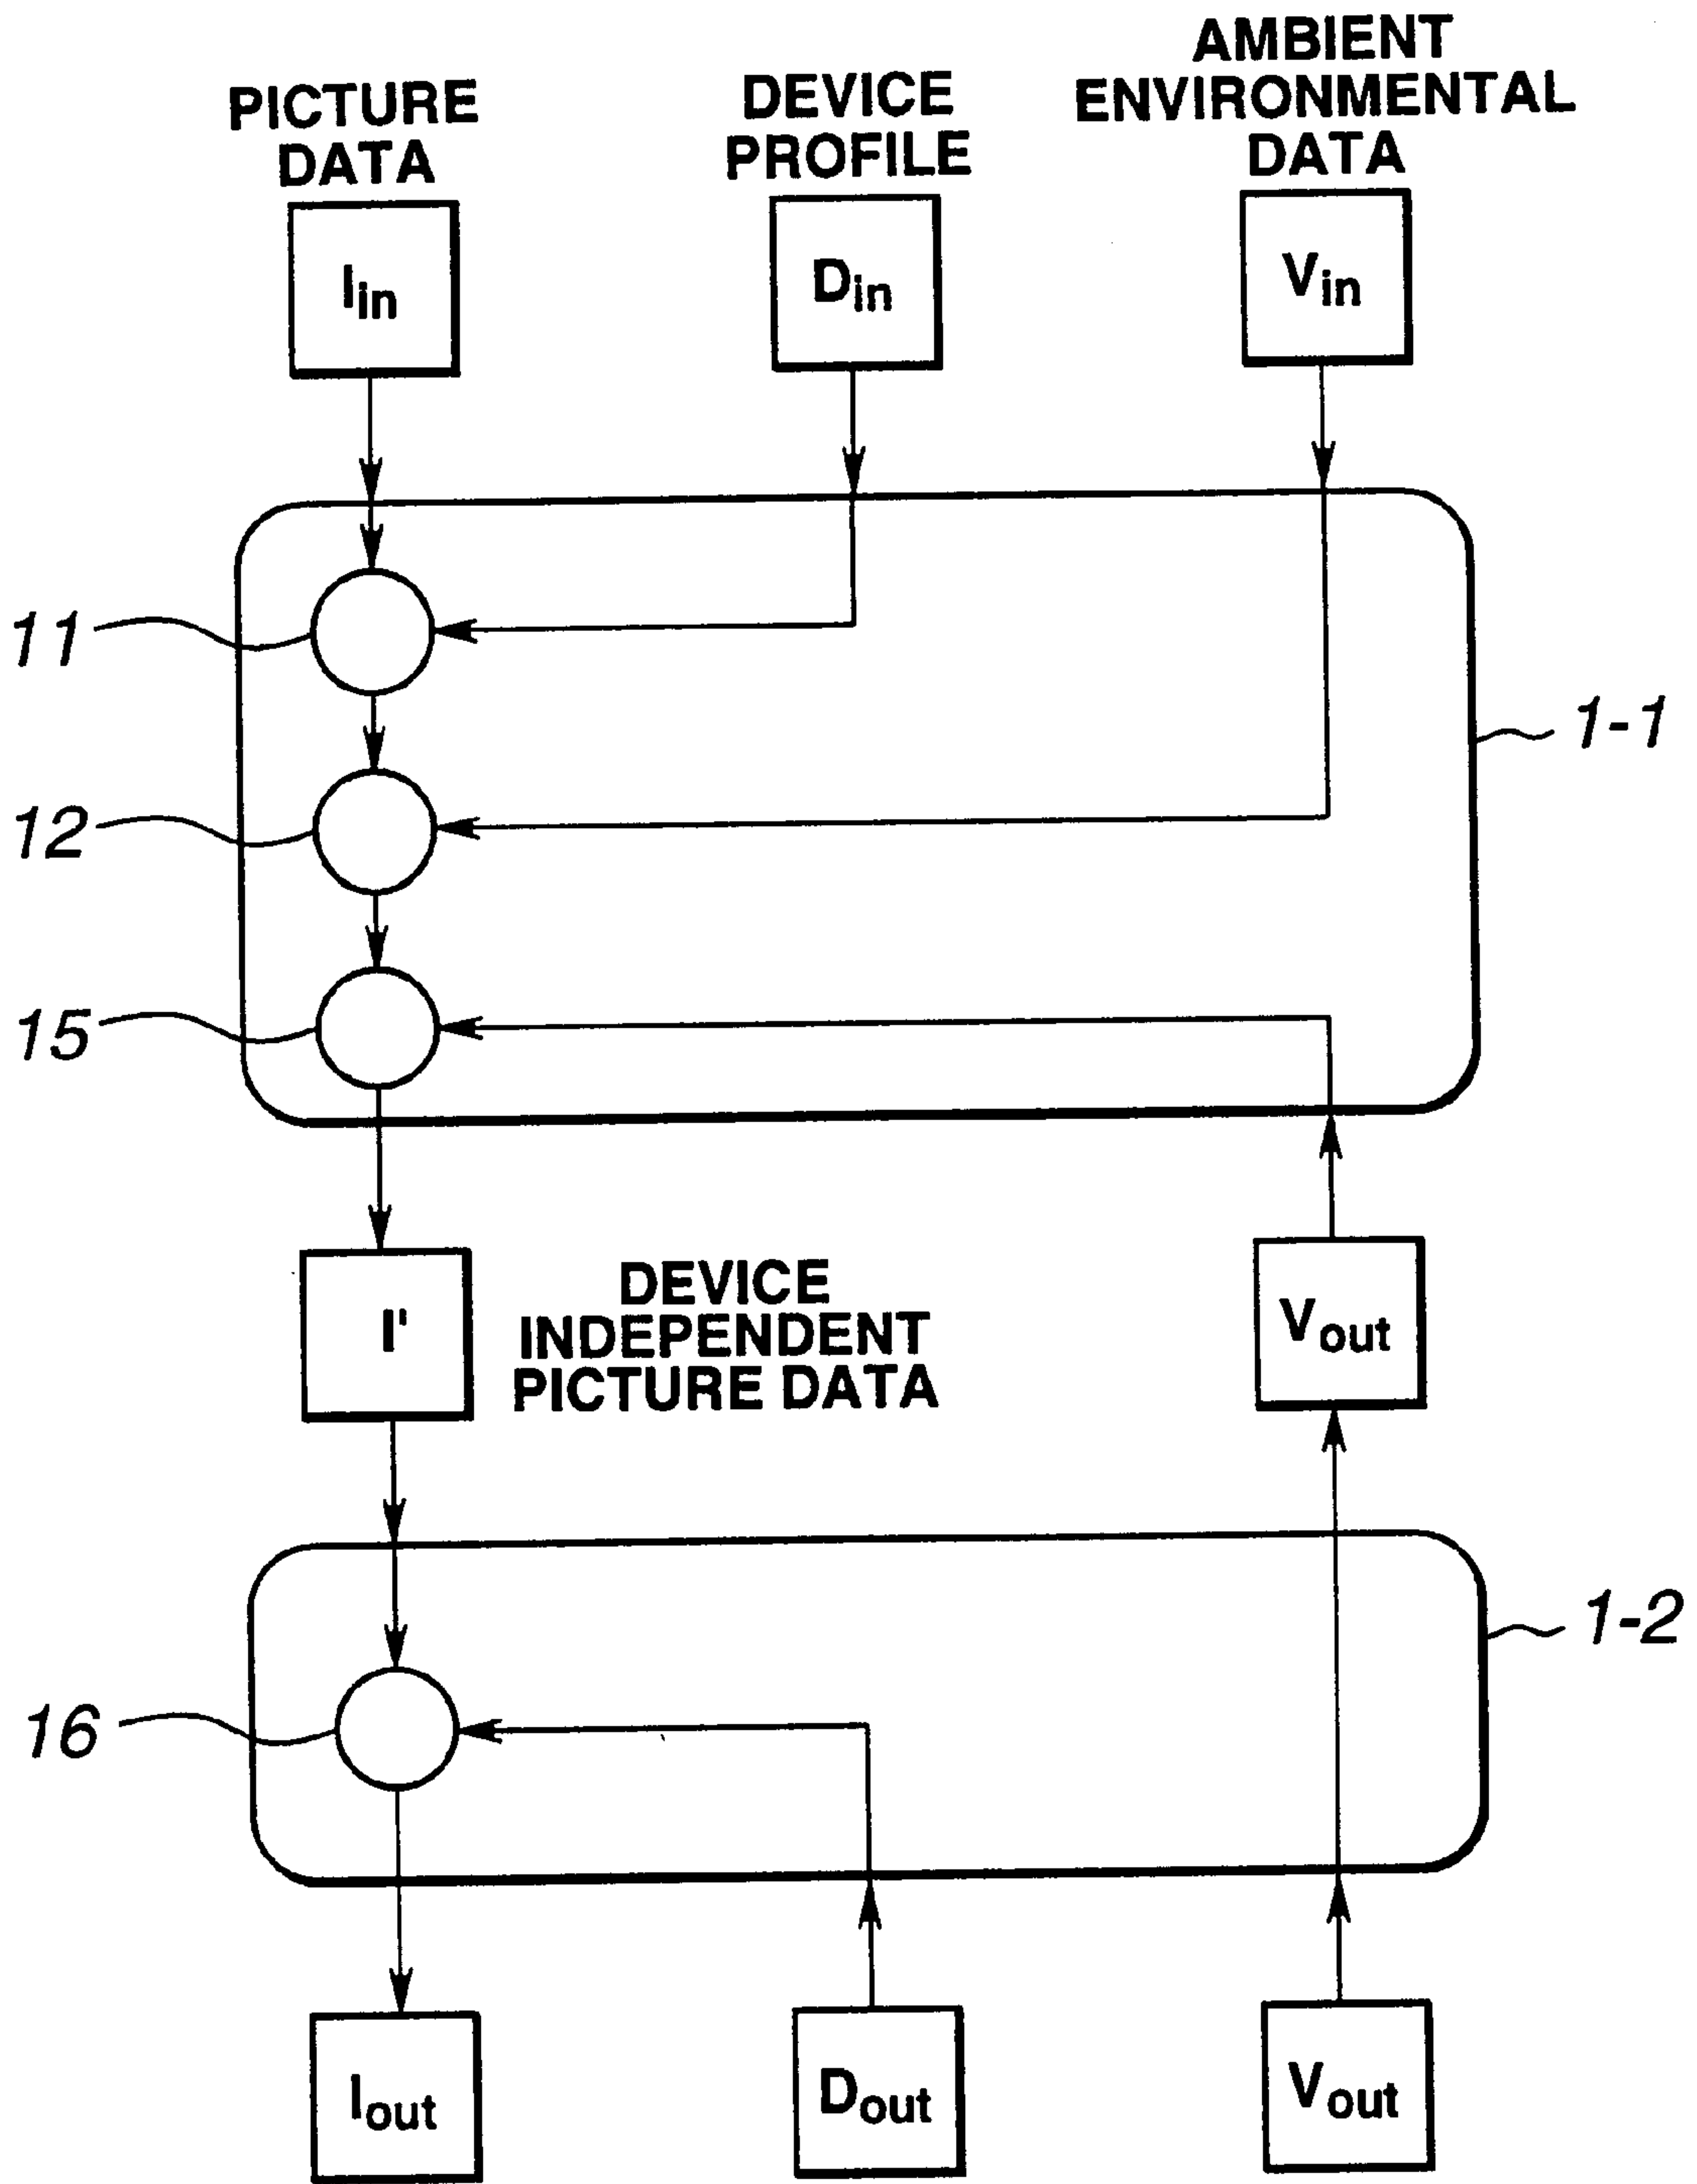 PICTURE
DATA
DEVICE
PROFILE
AMBIENT
ENVIRONMENTAL
DATA
Iin
Din
Vin
11
1-1
12
15
I'
DEVICE
INDEPENDENT
PICTURE DATA
Vout
1-2
16
Iout
Dout
Vout